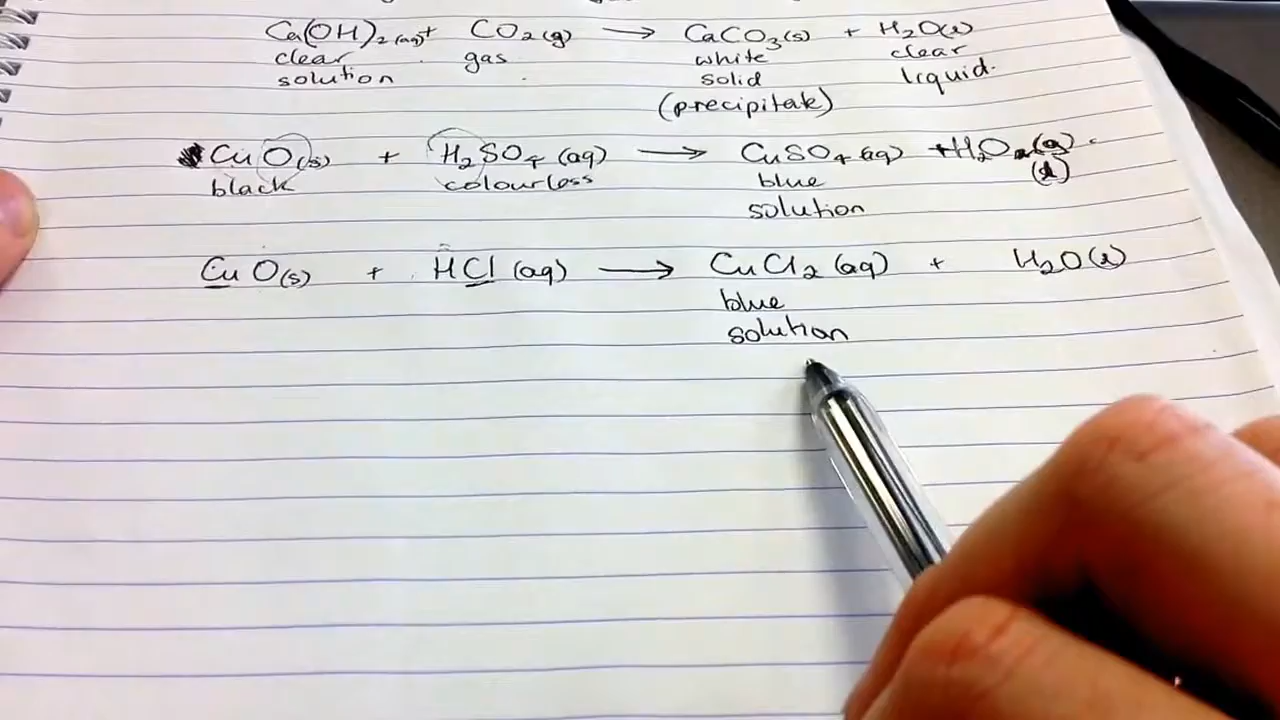 Ca(OH)₂(aq) + CO₂(g) → CaCO₃(s) + H₂O(l)
clear gas white clear
solution solid liquid.
(precipitate)
CuO(s) + H₂SO₄(aq) → CuSO₄(aq) + H₂O(g)
black colourless blue (l)
solution
CuO(s) + HCl(aq) → CuCl₂(aq) + H₂O(l)
blue
solution